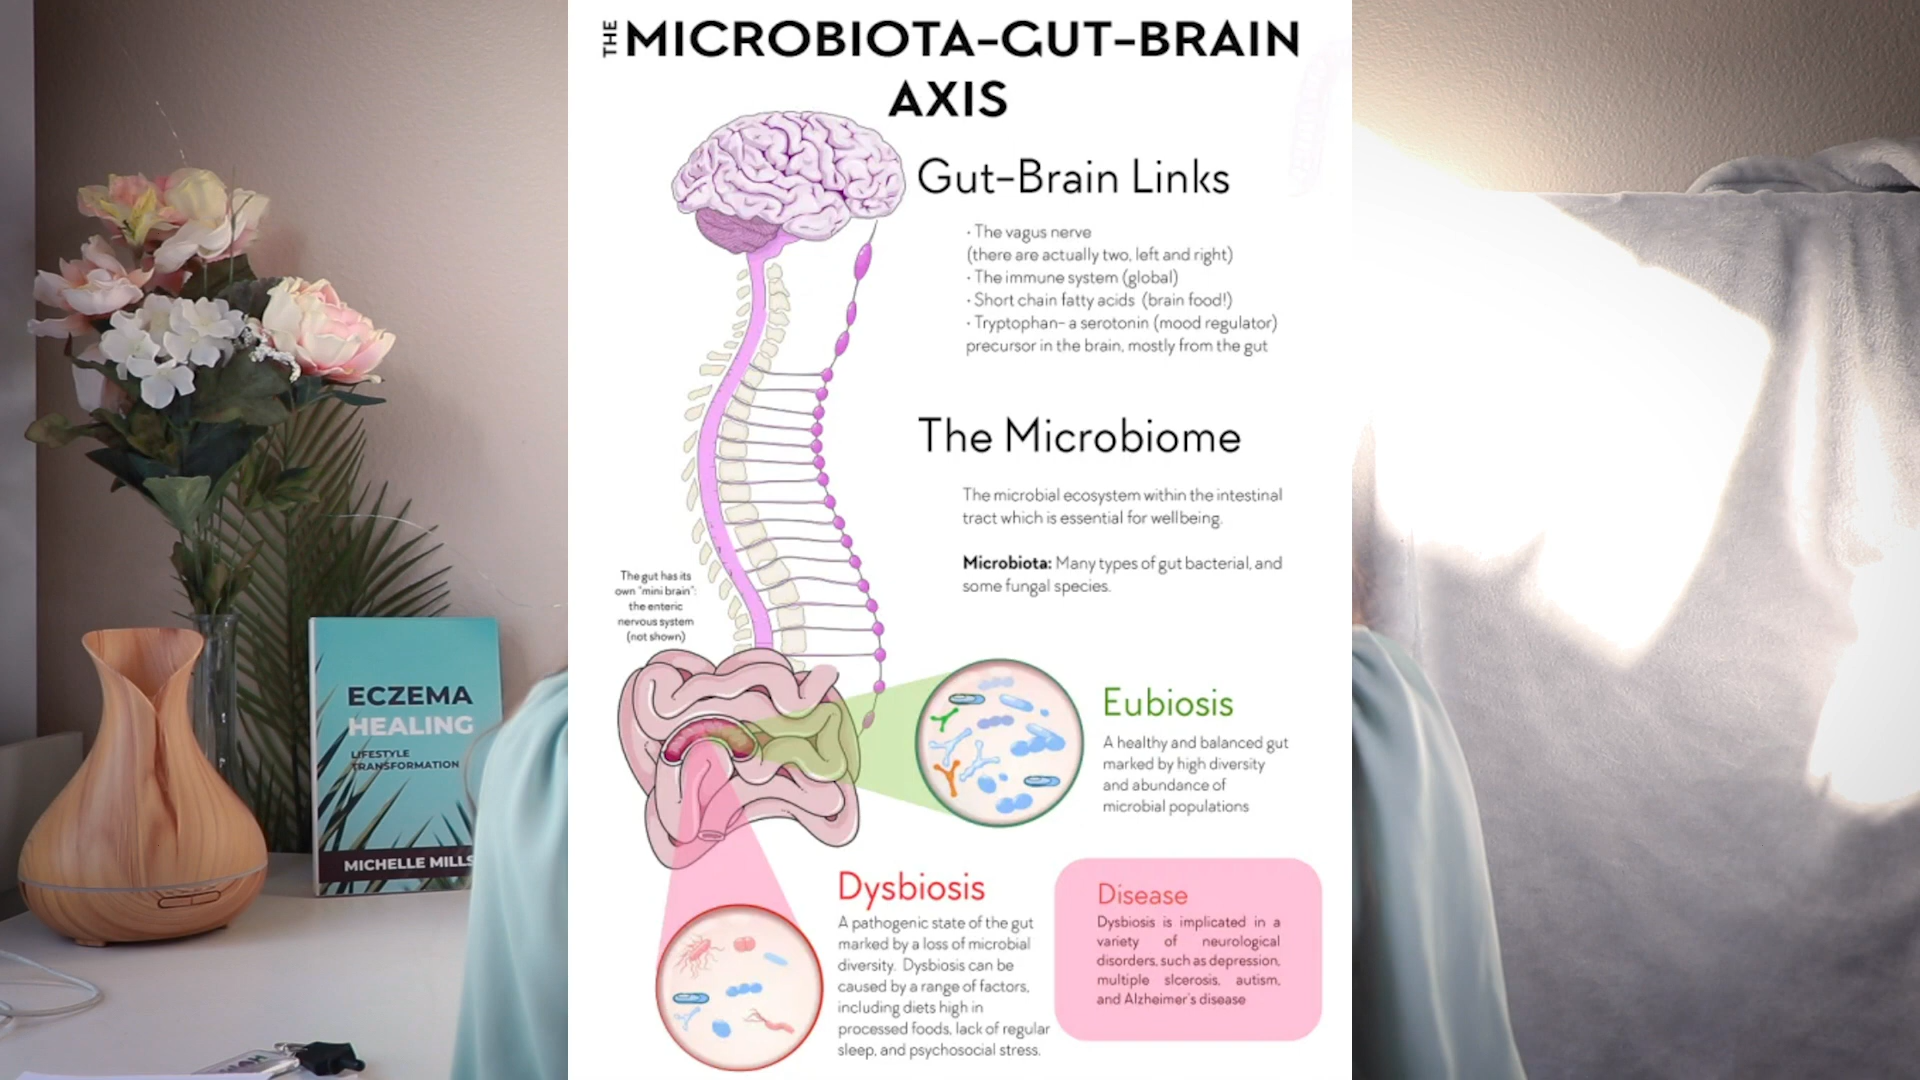 THE MICROBIOTA-GUT-BRAIN
AXIS
Gut-Brain Links
• The vagus nerve
(there are actually two, left and right)
• The immune system (global)
• Short chain fatty acids (brain food!)
• Tryptophan- a serotonin (mood regulator)
precursor in the brain, mostly from the gut
The Microbiome
The microbial ecosystem within the intestinal
tract which is essential for wellbeing.
Microbiota: Many types of gut bacterial, and
some fungal species.
The gut has its
own "mini brain":
the enteric
nervous system
(not shown)
Eubiosis
A healthy and balanced gut
marked by high diversity
and abundance of
microbial populations
Dysbiosis
A pathogenic state of the gut
marked by a loss of microbial
diversity. Dysbiosis can be
caused by a range of factors,
including diets high in
processed foods, lack of regular
sleep, and psychosocial stress.
Disease
Dysbiosis is implicated in a
variety of neurological
disorders, such as depression,
multiple slcerosis, autism,
and Alzheimer's disease
ECZEMA
HEALING
LIFESTYLE
TRANSFORMATION
MICHELLE MILLS